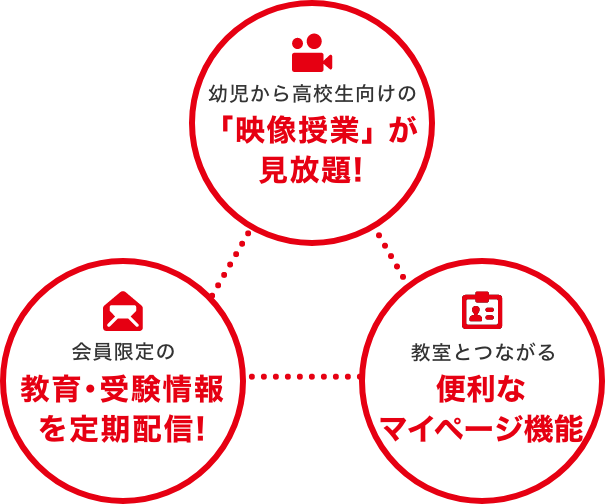 幼児から高校生向けの
「映像授業」が
見放題!
会員限定の
教育・受験情報
を定期配信!
教室とつながる
便利な
マイページ機能